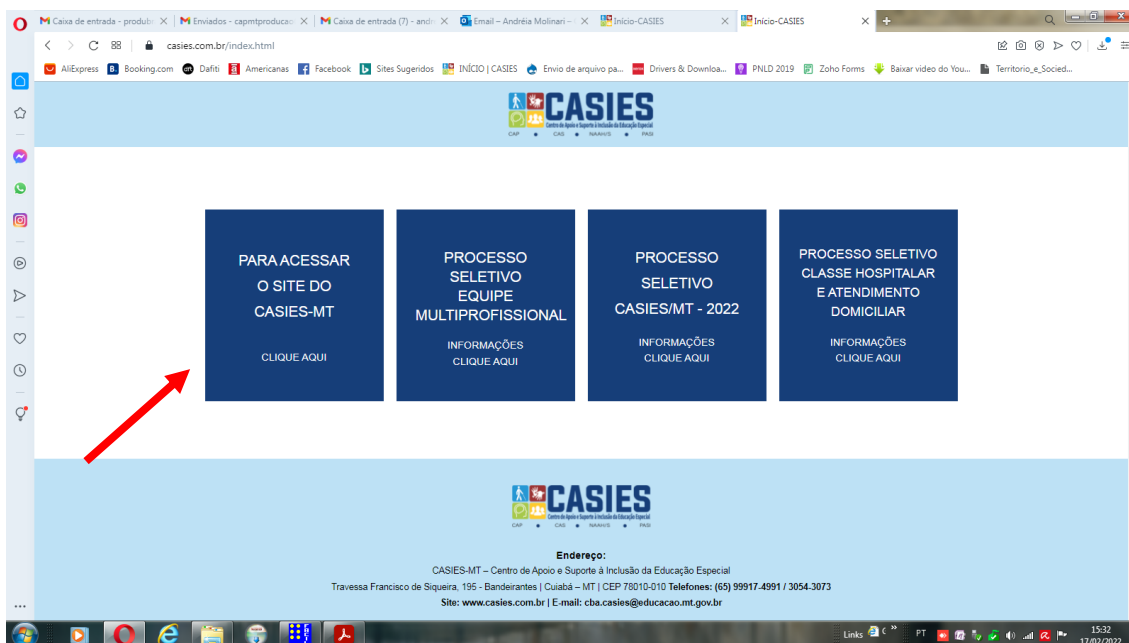 Caixa de entrada - produbr
Enviados - capmtproducao
Caixa de entrada (7) - andr
Email – Andréia Molinari –
Início-CASIES
Início-CASIES
casies.com.br/index.html
AliExpress
Booking.com
Dafiti
Americanas
Facebook
Sites Sugeridos
INÍCIO | CASIES
Envio de arquivo pa...
Drivers & Downloa...
PNLD 2019
Zoho Forms
Baixar video do You...
Territorio_e_Socied...
CASIES
Centro de Apoio e Suporte à Inclusão da Educação Especial
CAP • CAS • NAAH/S • PASI
PARA ACESSAR
O SITE DO
CASIES-MT
CLIQUE AQUI
PROCESSO
SELETIVO
EQUIPE
MULTIPROFISSIONAL
INFORMAÇÕES
CLIQUE AQUI
PROCESSO
SELETIVO
CASIES/MT - 2022
INFORMAÇÕES
CLIQUE AQUI
PROCESSO SELETIVO
CLASSE HOSPITALAR
E ATENDIMENTO
DOMICILIAR
INFORMAÇÕES
CLIQUE AQUI
CASIES
Centro de Apoio e Suporte à Inclusão da Educação Especial
CAP • CAS • NAAH/S • PASI
Endereço:
CASIES-MT – Centro de Apoio e Suporte à Inclusão da Educação Especial
Travessa Francisco de Siqueira, 195 - Bandeirantes | Cuiabá – MT | CEP 78010-010 Telefones: (65) 99917-4991 / 3054-3073
Site: www.casies.com.br | E-mail: cba.casies@educacao.mt.gov.br
Links
PT
15:32
17/02/2022